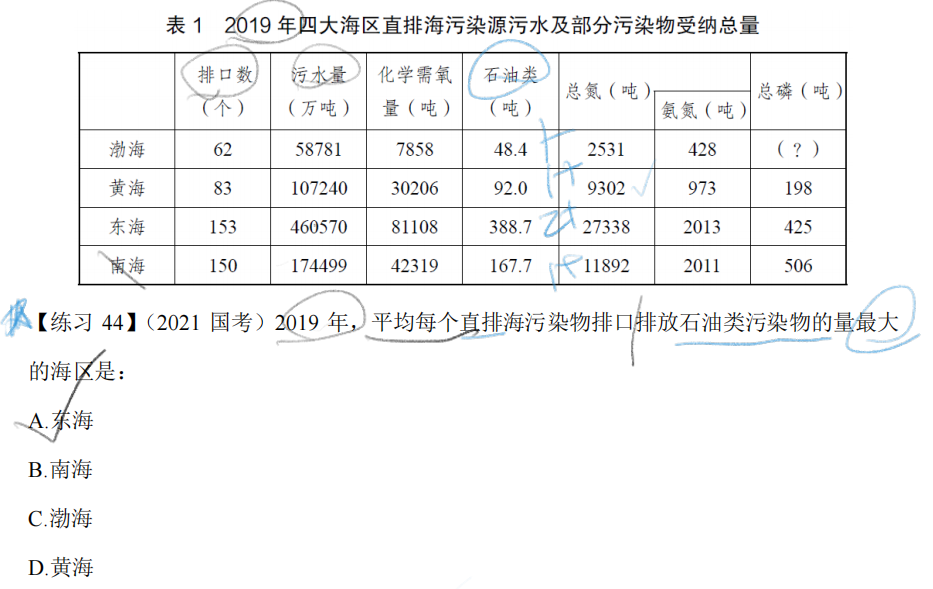 表 1 2019 年四大海区直排海污染源污水及部分污染物受纳总量
排口数（个） 污水量（万吨） 化学需氧量（吨） 石油类（吨） 总氮（吨） 氨氮（吨） 总磷（吨）
渤海 62 58781 7858 48.4 2531 428 （？）
黄海 83 107240 30206 92.0 9302 973 198
东海 153 460570 81108 388.7 27338 2013 425
南海 150 174499 42319 167.7 11892 2011 506
【练习 44】（2021 国考）2019 年，平均每个直排海污染物排口排放石油类污染物的量最大
的海区是：
A.东海
B.南海
C.渤海
D.黄海